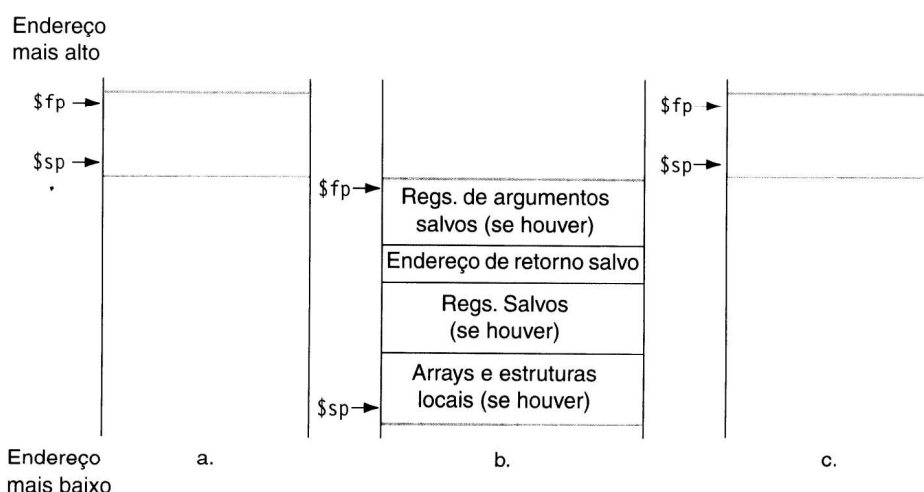 Endereço
mais alto
$fp
$sp
$fp
Regs. de argumentos
salvos (se houver)
Endereço de retorno salvo
Regs. Salvos
(se houver)
Arrays e estruturas
locais (se houver)
$sp
$fp
$sp
Endereço
mais baixo
a.
b.
c.